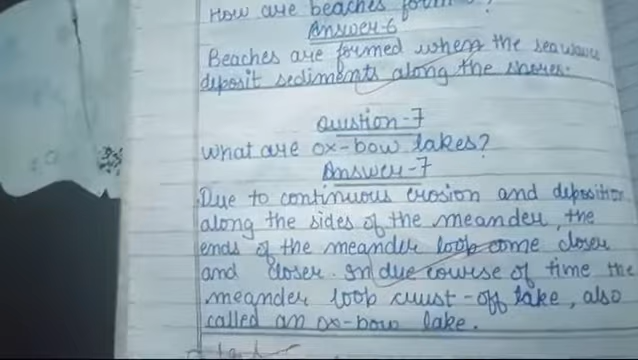 How are beaches
Answer-6
Beaches are formed when the sea waves
deposit sediments along the shores.
Question-7
What are ox-bow lakes?
Answer-7
Due to continuous erosion and deposition
along the sides of the meander, the
ends of the meander loop come closer
and closer. In due course of time the
meander loop cuust-off lake, also
called an ox-bow lake.